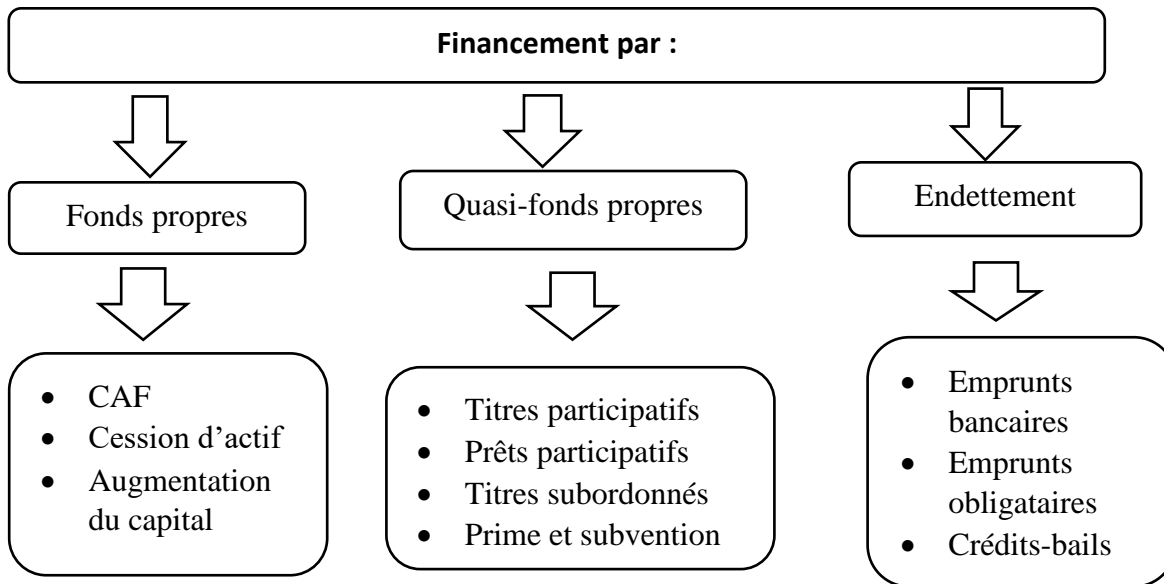 Financement par :
Fonds propres
Quasi-fonds propres
Endettement
• CAF
• Cession d’actif
• Augmentation
du capital
• Titres participatifs
• Prêts participatifs
• Titres subordonnés
• Prime et subvention
• Emprunts
bancaires
• Emprunts
obligataires
• Crédits-bails